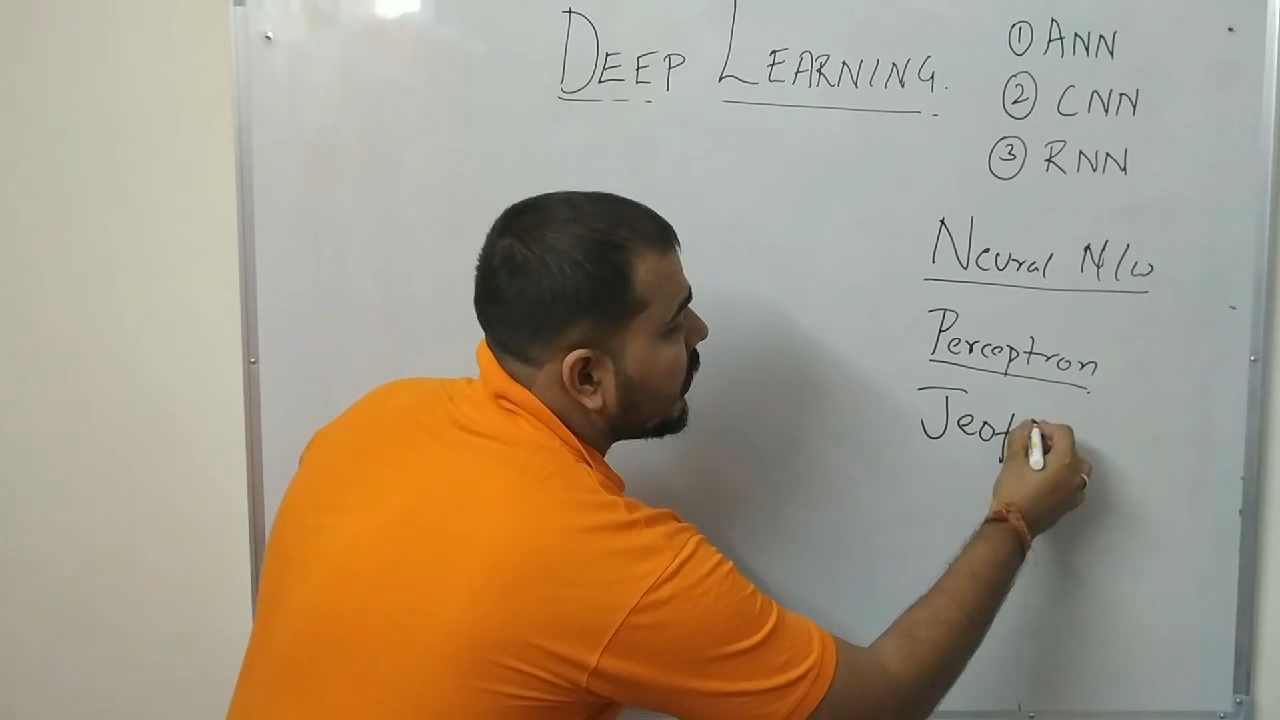 DEEP LEARNING.
① ANN
② CNN
③ RNN
Neural N/w
Perceptron
Jeof